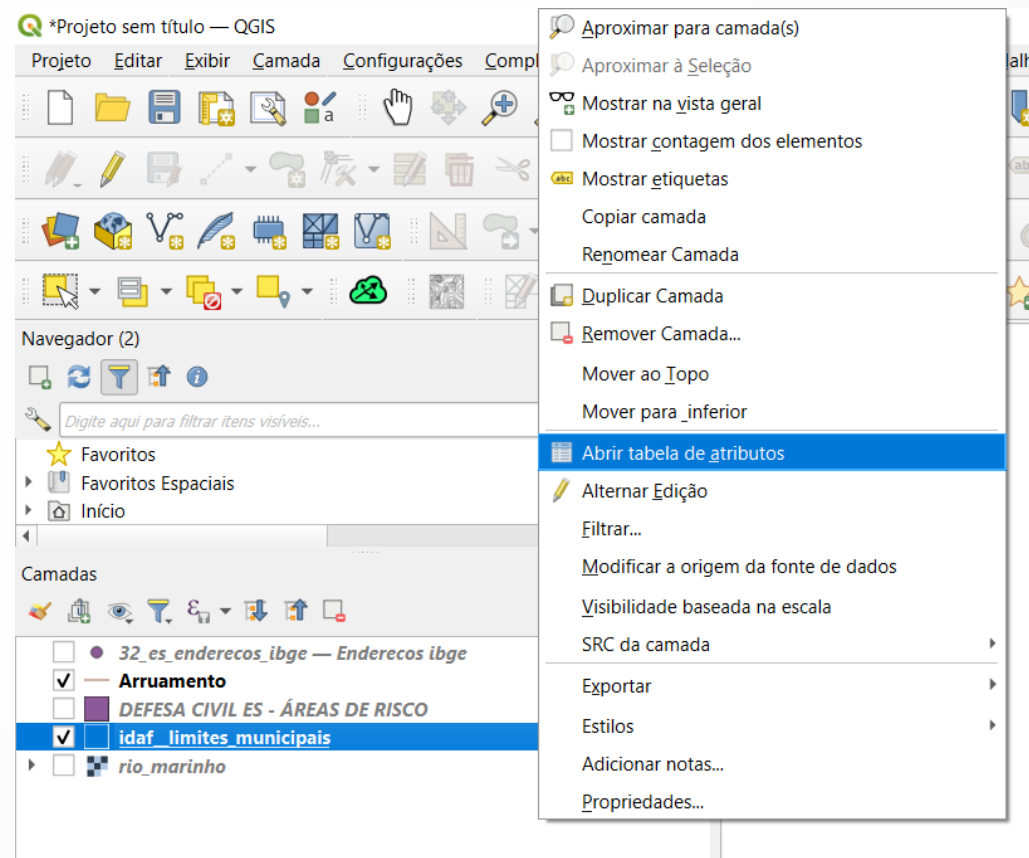 *Projeto sem título — QGIS
Projeto Editar Exibir Camada Configurações Compl
a
Navegador (2)
Digite aqui para filtrar itens visíveis...
Favoritos
Favoritos Espaciais
Início
Camadas
32_es_enderecos_ibge — Enderecos ibge
Arruamento
DEFESA CIVIL ES - ÁREAS DE RISCO
idaf__limites_municipais
rio_marinho
Aproximar para camada(s)
Aproximar à Seleção
Mostrar na vista geral
Mostrar contagem dos elementos
abc Mostrar etiquetas
Copiar camada
Renomear Camada
Duplicar Camada
Remover Camada...
Mover ao Topo
Mover para _inferior
Abrir tabela de atributos
Alternar Edição
Filtrar...
Modificar a origem da fonte de dados
Visibilidade baseada na escala
SRC da camada
Exportar
Estilos
Adicionar notas...
Propriedades...